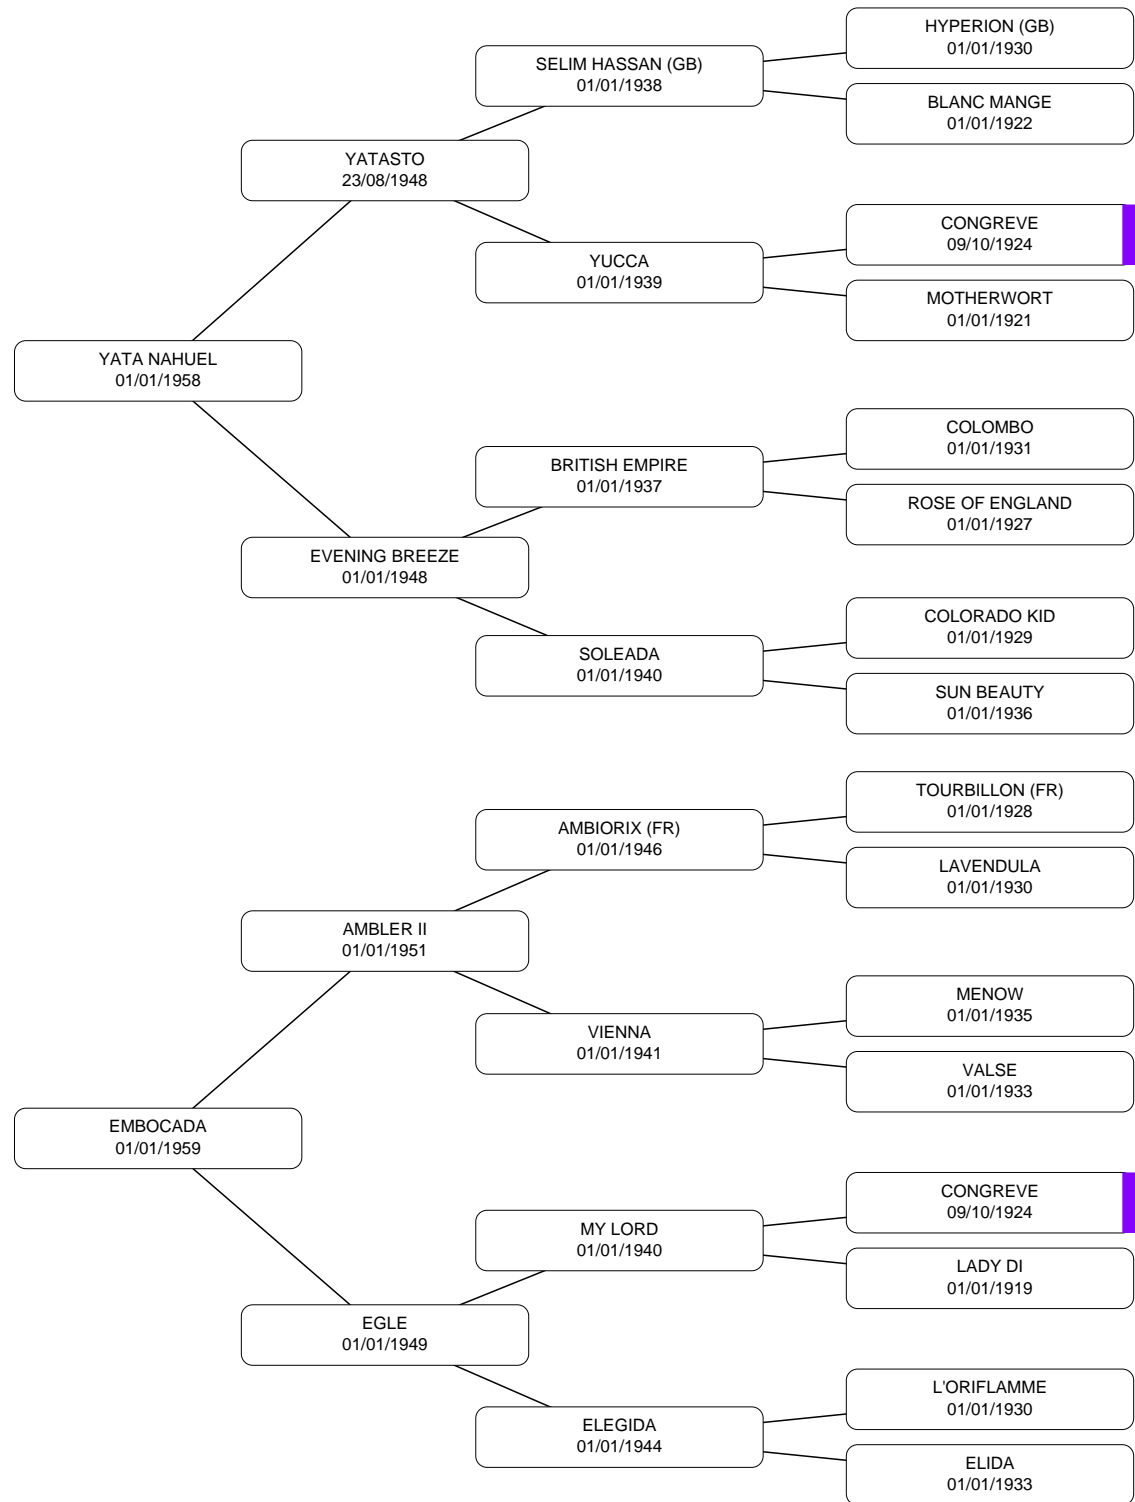 HYPERION (GB)
01/01/1930
SELIM HASSAN (GB)
01/01/1938
BLANC MANGE
01/01/1922
YATASTO
23/08/1948
CONGREVE
09/10/1924
YUCCA
01/01/1939
MOTHERWORT
01/01/1921
YATA NAHUEL
01/01/1958
COLOMBO
01/01/1931
BRITISH EMPIRE
01/01/1937
ROSE OF ENGLAND
01/01/1927
EVENING BREEZE
01/01/1948
COLORADO KID
01/01/1929
SOLEADA
01/01/1940
SUN BEAUTY
01/01/1936
TOURBILLON (FR)
01/01/1928
AMBIORIX (FR)
01/01/1946
LAVENDULA
01/01/1930
AMBLER II
01/01/1951
MENOW
01/01/1935
VIENNA
01/01/1941
VALSE
01/01/1933
EMBOCADA
01/01/1959
CONGREVE
09/10/1924
MY LORD
01/01/1940
LADY DI
01/01/1919
EGLE
01/01/1949
L'ORIFLAMME
01/01/1930
ELEGIDA
01/01/1944
ELIDA
01/01/1933